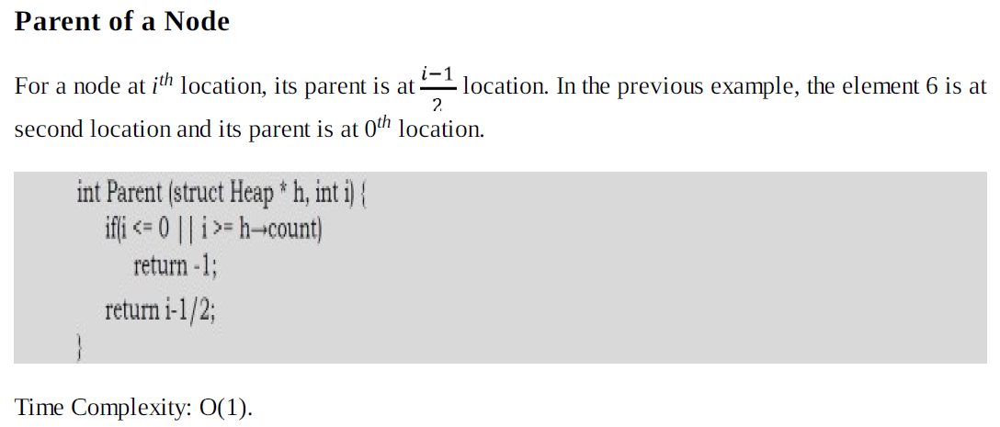 Parent of a Node
For a node at i^th location, its parent is at (i−1)/2 location. In the previous example, the element 6 is at
second location and its parent is at 0^th location.
int Parent (struct Heap * h, int i) {
if(i <= 0 || i >= h→count)
return -1;
return i-1/2;
}
Time Complexity: O(1).